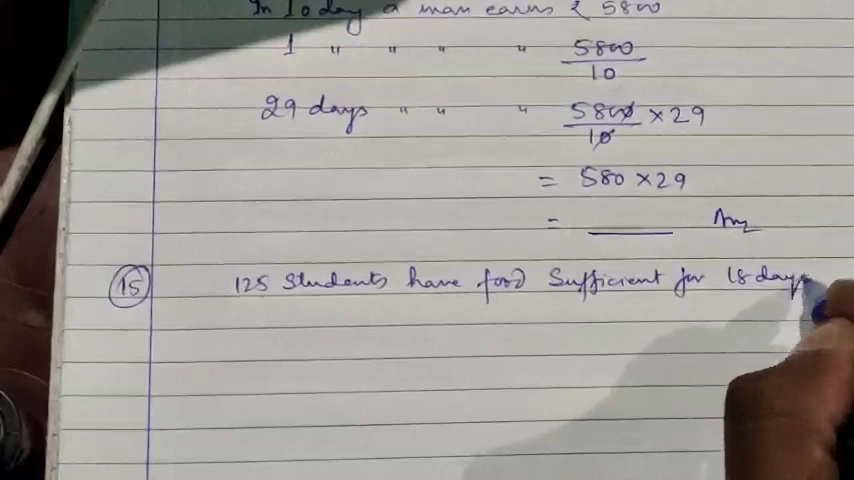 In 10 day a man earns ₹ 5800
1 " " " " 5800/10
29 days " " " 5800/10 × 29
= 580 × 29
= ____ Ans
15 125 Students have food Sufficient for 18 days